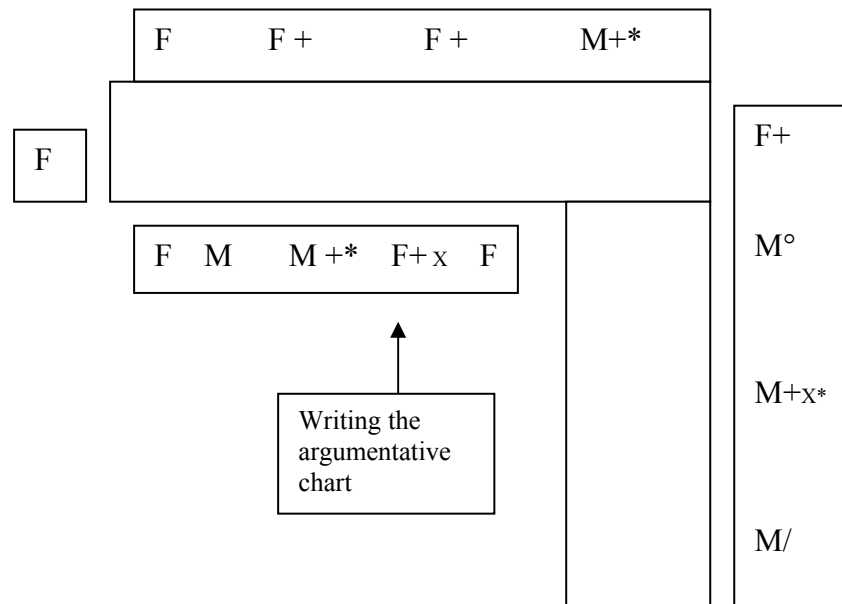 F F + F + M+*
F+
F
M°
F M M +* F+ x F
M+x*
Writing the
argumentative
chart
M/